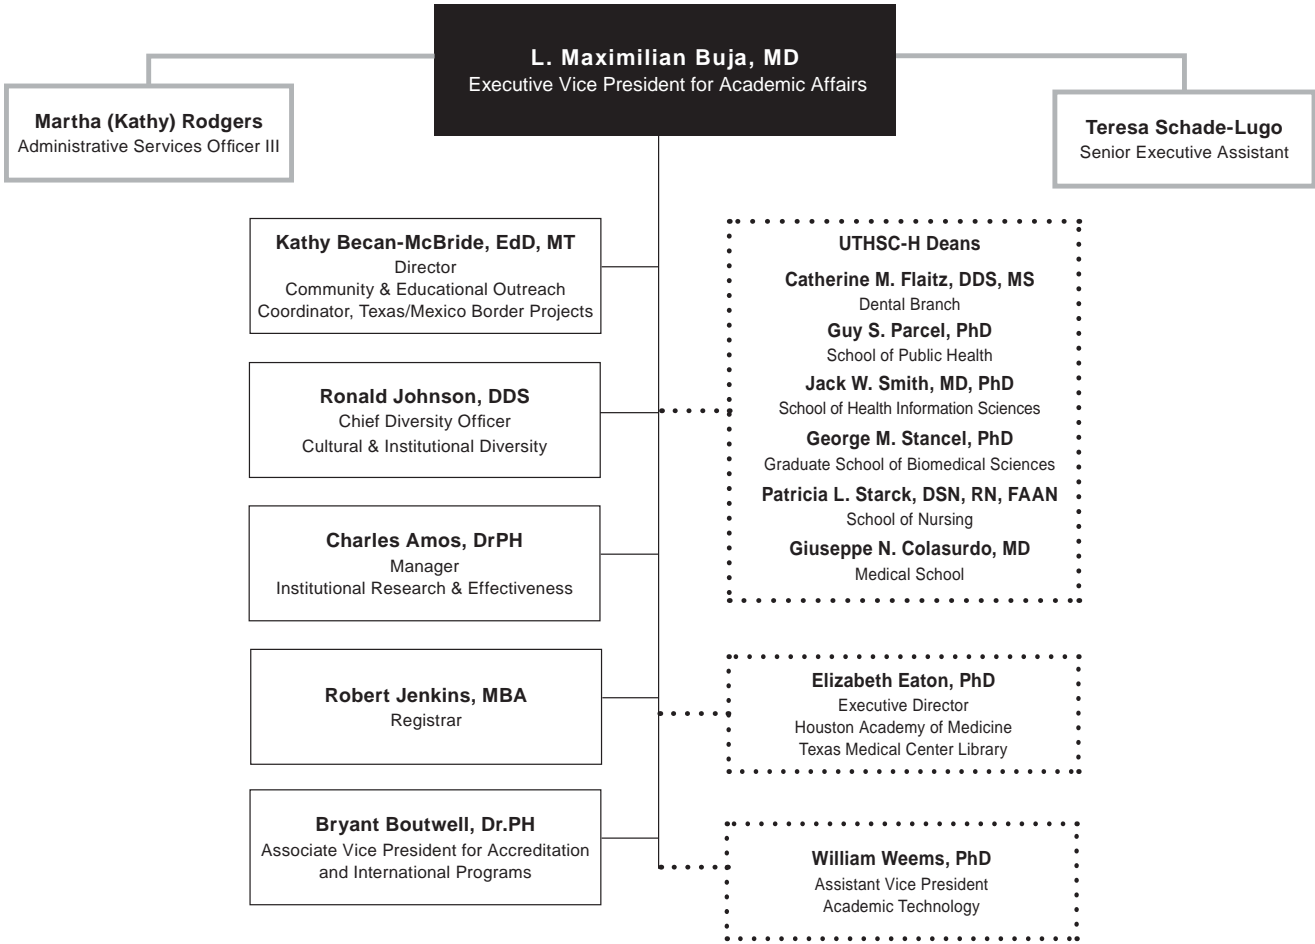 L. Maximilian Buja, MD
Executive Vice President for Academic Affairs
Martha (Kathy) Rodgers
Administrative Services Officer III
Teresa Schade-Lugo
Senior Executive Assistant
Kathy Becan-McBride, EdD, MT
Director
Community & Educational Outreach
Coordinator, Texas/Mexico Border Projects
Ronald Johnson, DDS
Chief Diversity Officer
Cultural & Institutional Diversity
Charles Amos, DrPH
Manager
Institutional Research & Effectiveness
Robert Jenkins, MBA
Registrar
Bryant Boutwell, Dr.PH
Associate Vice President for Accreditation
and International Programs
UTHSC-H Deans
Catherine M. Flaitz, DDS, MS
Dental Branch
Guy S. Parcel, PhD
School of Public Health
Jack W. Smith, MD, PhD
School of Health Information Sciences
George M. Stancel, PhD
Graduate School of Biomedical Sciences
Patricia L. Starck, DSN, RN, FAAN
School of Nursing
Giuseppe N. Colasurdo, MD
Medical School
Elizabeth Eaton, PhD
Executive Director
Houston Academy of Medicine
Texas Medical Center Library
William Weems, PhD
Assistant Vice President
Academic Technology